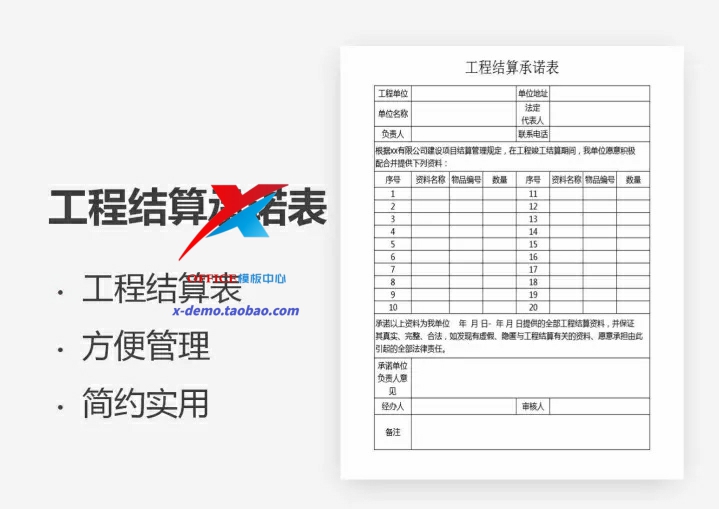 工程结算承诺表
OFFICE模板中心
x-demo.taobao.com
· 工程结算表
· 方便管理
· 简约实用
工程结算承诺表
工程单位 单位地址
单位名称 法定
代表人
负责人 联系电话
根据xx有限公司建设项目结算管理规定，在工程竣工结算期间，我单位愿意积极
配合并提供下列资料：
序号 资料名称 物品编号 数量 序号 资料名称 物品编号 数量
1 11
2 12
3 13
4 14
5 15
6 16
7 17
8 18
9 19
10 20
承诺以上资料为我单位 年 月 日- 年 月 日提供的全部工程结算资料，并保证
其真实、完整、合法，如发现有虚假、隐匿与工程结算有关的资料、愿意承担由此
引起的全部法律责任。
承诺单位
负责人意
见
经办人 审核人
备注